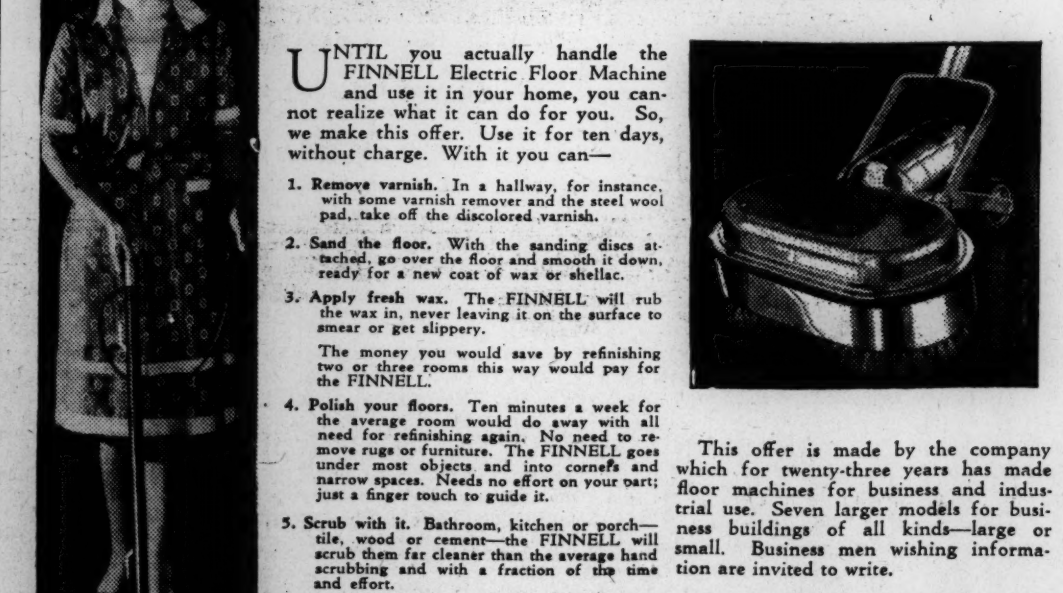 UNTIL you actually handle the
FINNELL Electric Floor Machine
and use it in your home, you can-
not realize what it can do for you. So,
we make this offer. Use it for ten days,
without charge. With it you can—
1. Remove varnish. In a hallway, for instance,
with some varnish remover and the steel wool
pad, take off the discolored varnish.
2. Sand the floor. With the sanding discs at-
tached, go over the floor and smooth it down,
ready for a new coat of wax or shellac.
3. Apply fresh wax. The FINNELL will rub
the wax in, never leaving it on the surface to
smear or get slippery.
The money you would save by refinishing
two or three rooms this way would pay for
the FINNELL.
4. Polish your floors. Ten minutes a week for
the average room would do away with all
need for refinishing again. No need to re-
move rugs or furniture. The FINNELL goes
under most objects and into corners and
narrow spaces. Needs no effort on your part;
just a finger touch to guide it.
5. Scrub with it. Bathroom, kitchen or porch—
tile, wood or cement—the FINNELL will
scrub them far cleaner than the average hand
scrubbing and with a fraction of the time
and effort.
This offer is made by the company
which for twenty-three years has made
floor machines for business and indus-
trial use. Seven larger models for busi-
ness buildings of all kinds—large or
small. Business men wishing informa-
tion are invited to write.